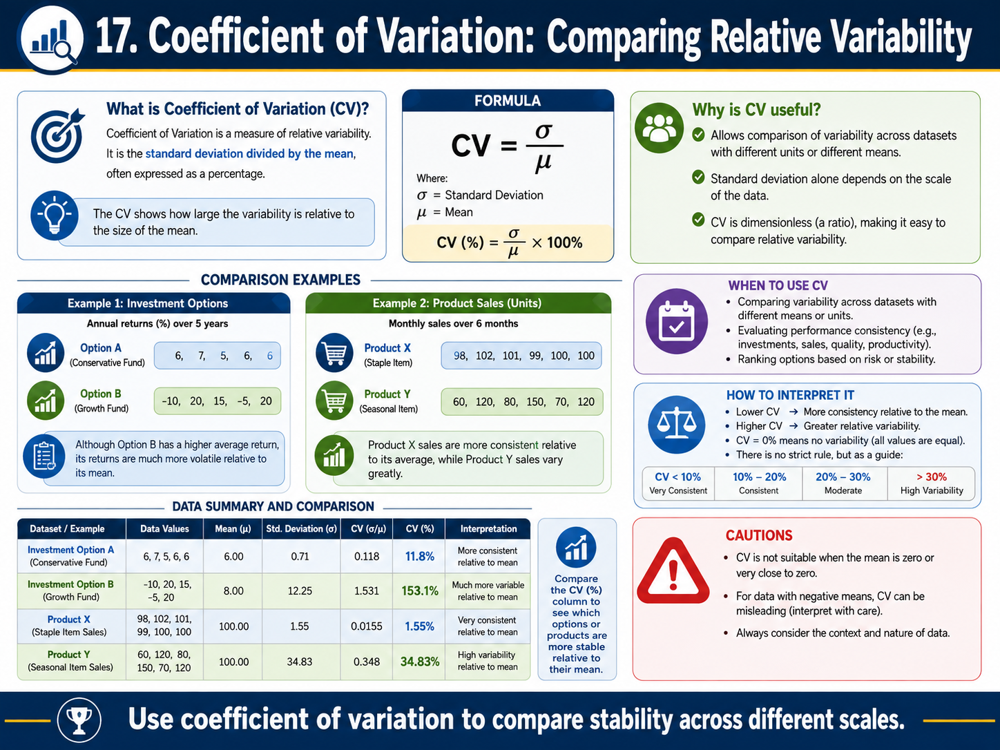 17. Coefficient of Variation: Comparing Relative Variability
What is Coefficient of Variation (CV)?
Coefficient of Variation is a measure of relative variability.
It is the standard deviation divided by the mean,
often expressed as a percentage.
The CV shows how large the variability is relative to
the size of the mean.
FORMULA
CV = σ / μ
Where:
σ = Standard Deviation
μ = Mean
CV (%) = σ / μ × 100%
Why is CV useful?
Allows comparison of variability across datasets
with different units or different means.
Standard deviation alone depends on the scale
of the data.
CV is dimensionless (a ratio), making it easy to
compare relative variability.
COMPARISON EXAMPLES
Example 1: Investment Options
Annual returns (%) over 5 years
Option A
(Conservative Fund)
6, 7, 5, 6, 6
Option B
(Growth Fund)
–10, 20, 15, –5, 20
Although Option B has a higher average return,
its returns are much more volatile relative to
its mean.
Example 2: Product Sales (Units)
Monthly sales over 6 months
Product X
(Staple Item)
98, 102, 101, 99, 100, 100
Product Y
(Seasonal Item)
60, 120, 80, 150, 70, 120
Product X sales are more consistent relative
to its average, while Product Y sales vary
greatly.
WHEN TO USE CV
• Comparing variability across datasets with
different means or units.
• Evaluating performance consistency (e.g.,
investments, sales, quality, productivity).
• Ranking options based on risk or stability.
HOW TO INTERPRET IT
• Lower CV → More consistency relative to the mean.
• Higher CV → Greater relative variability.
• CV = 0% means no variability (all values are equal).
• There is no strict rule, but as a guide:
CV < 10% 10% – 20% 20% – 30% > 30%
Very Consistent Consistent Moderate High Variability
DATA SUMMARY AND COMPARISON
Dataset / Example Data Values Mean (μ) Std. Deviation (σ) CV (σ/μ) CV (%) Interpretation
Investment Option A
(Conservative Fund)
6, 7, 5, 6, 6
6.00
0.71
0.118
11.8%
More consistent
relative to mean
Investment Option B
(Growth Fund)
–10, 20, 15,
–5, 20
8.00
12.25
1.531
153.1%
Much more variable
relative to mean
Product X
(Staple Item Sales)
98, 102, 101,
99, 100, 100
100.00
1.55
0.0155
1.55%
Very consistent
relative to mean
Product Y
(Seasonal Item Sales)
60, 120, 80,
150, 70, 120
100.00
34.83
0.348
34.83%
High variability
relative to mean
Compare
the CV (%)
column to
see which
options or
products are
more stable
relative to
their mean.
CAUTIONS
• CV is not suitable when the mean is zero or
very close to zero.
• For data with negative means, CV can be
misleading (interpret with care).
• Always consider the context and nature of data.
Use coefficient of variation to compare stability across different scales.